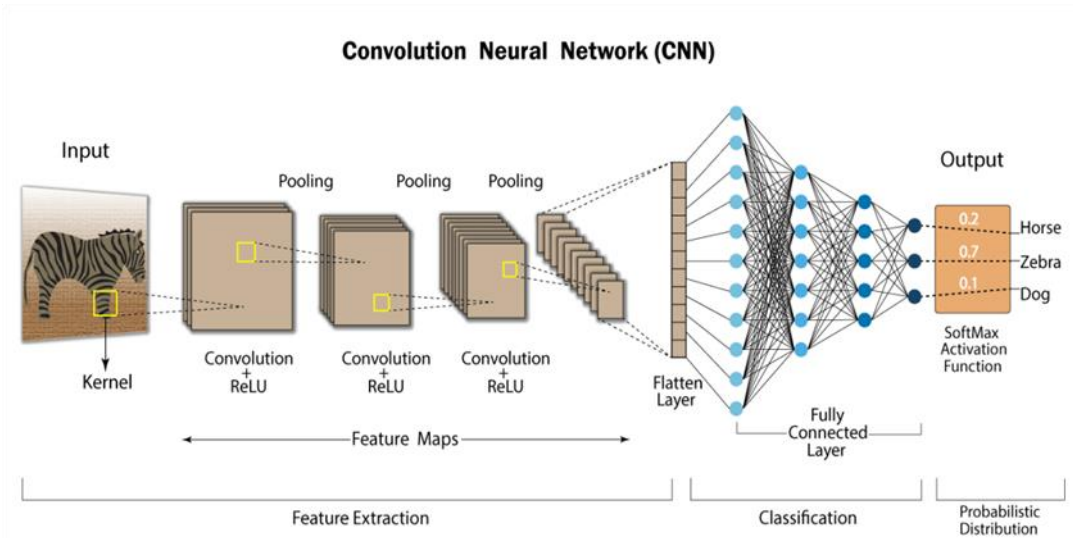 Convolution Neural Network (CNN)
Input
Kernel
Pooling
Pooling
Pooling
Convolution
+
ReLU
Convolution
+
ReLU
Convolution
+
ReLU
Feature Maps
Flatten
Layer
Fully
Connected
Layer
Output
0.2
Horse
0.7
Zebra
0.1
Dog
SoftMax
Activation
Function
Feature Extraction
Classification
Probabilistic
Distribution